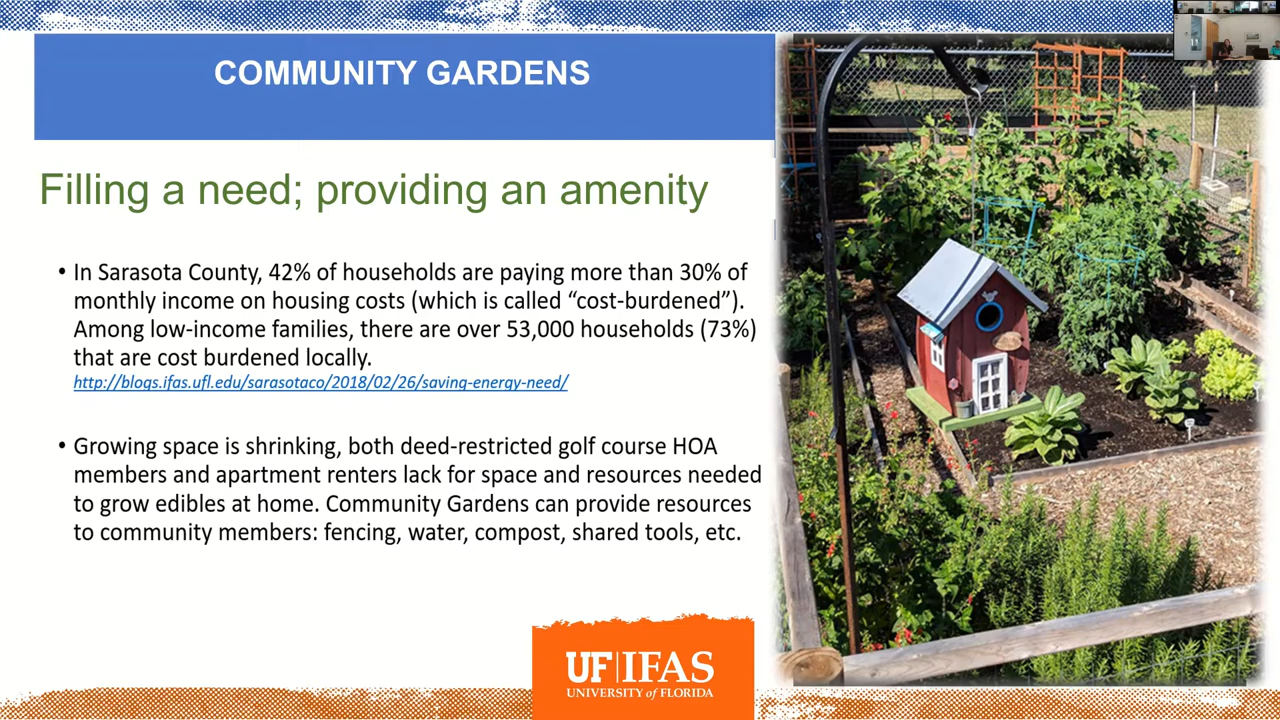 COMMUNITY GARDENS
Filling a need; providing an amenity
• In Sarasota County, 42% of households are paying more than 30% of
monthly income on housing costs (which is called “cost-burdened”).
Among low-income families, there are over 53,000 households (73%)
that are cost burdened locally.
http://blogs.ifas.ufl.edu/sarasotaco/2018/02/26/saving-energy-need/
• Growing space is shrinking, both deed-restricted golf course HOA
members and apartment renters lack for space and resources needed
to grow edibles at home. Community Gardens can provide resources
to community members: fencing, water, compost, shared tools, etc.
UF|IFAS
UNIVERSITY of FLORIDA